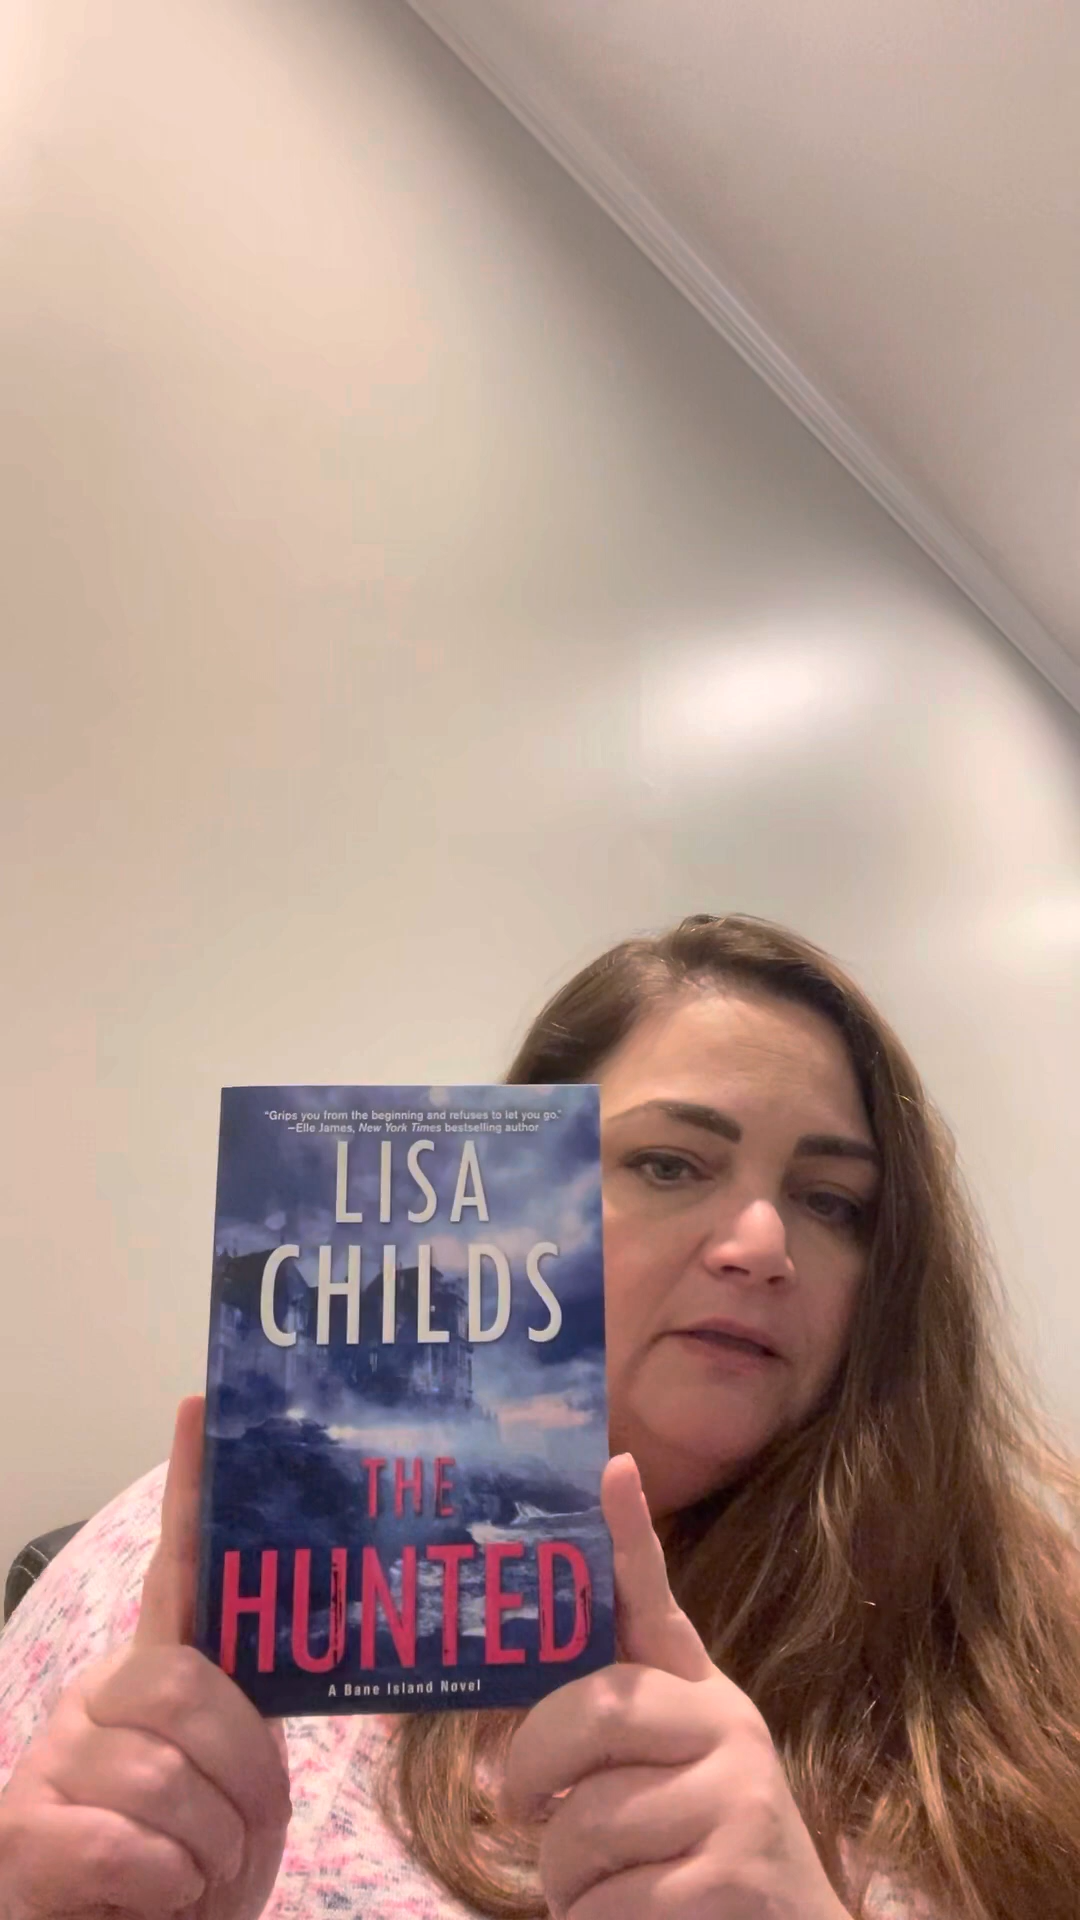 "Grips you from the beginning and refuses to let you go."
—Elle James, New York Times bestselling author
LISA
CHILDS
THE
HUNTED
A Bane Island Novel